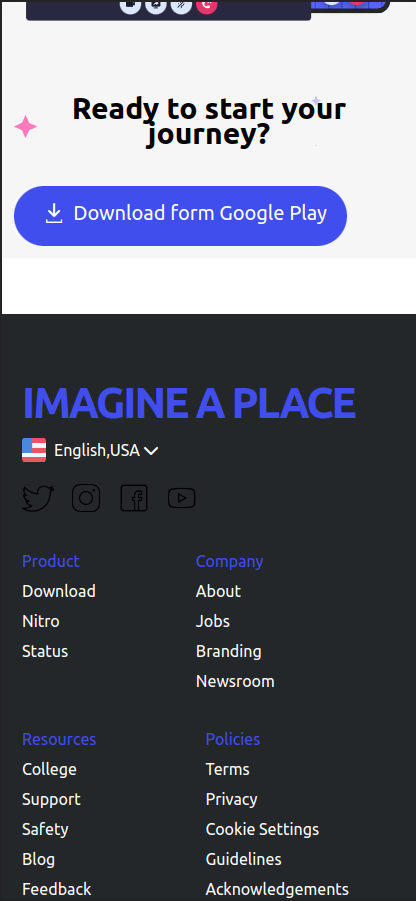 Ready to start your
journey?
Download form Google Play
IMAGINE A PLACE
English,USA
Product
Download
Nitro
Status
Company
About
Jobs
Branding
Newsroom
Resources
College
Support
Safety
Blog
Feedback
Policies
Terms
Privacy
Cookie Settings
Guidelines
Acknowledgements